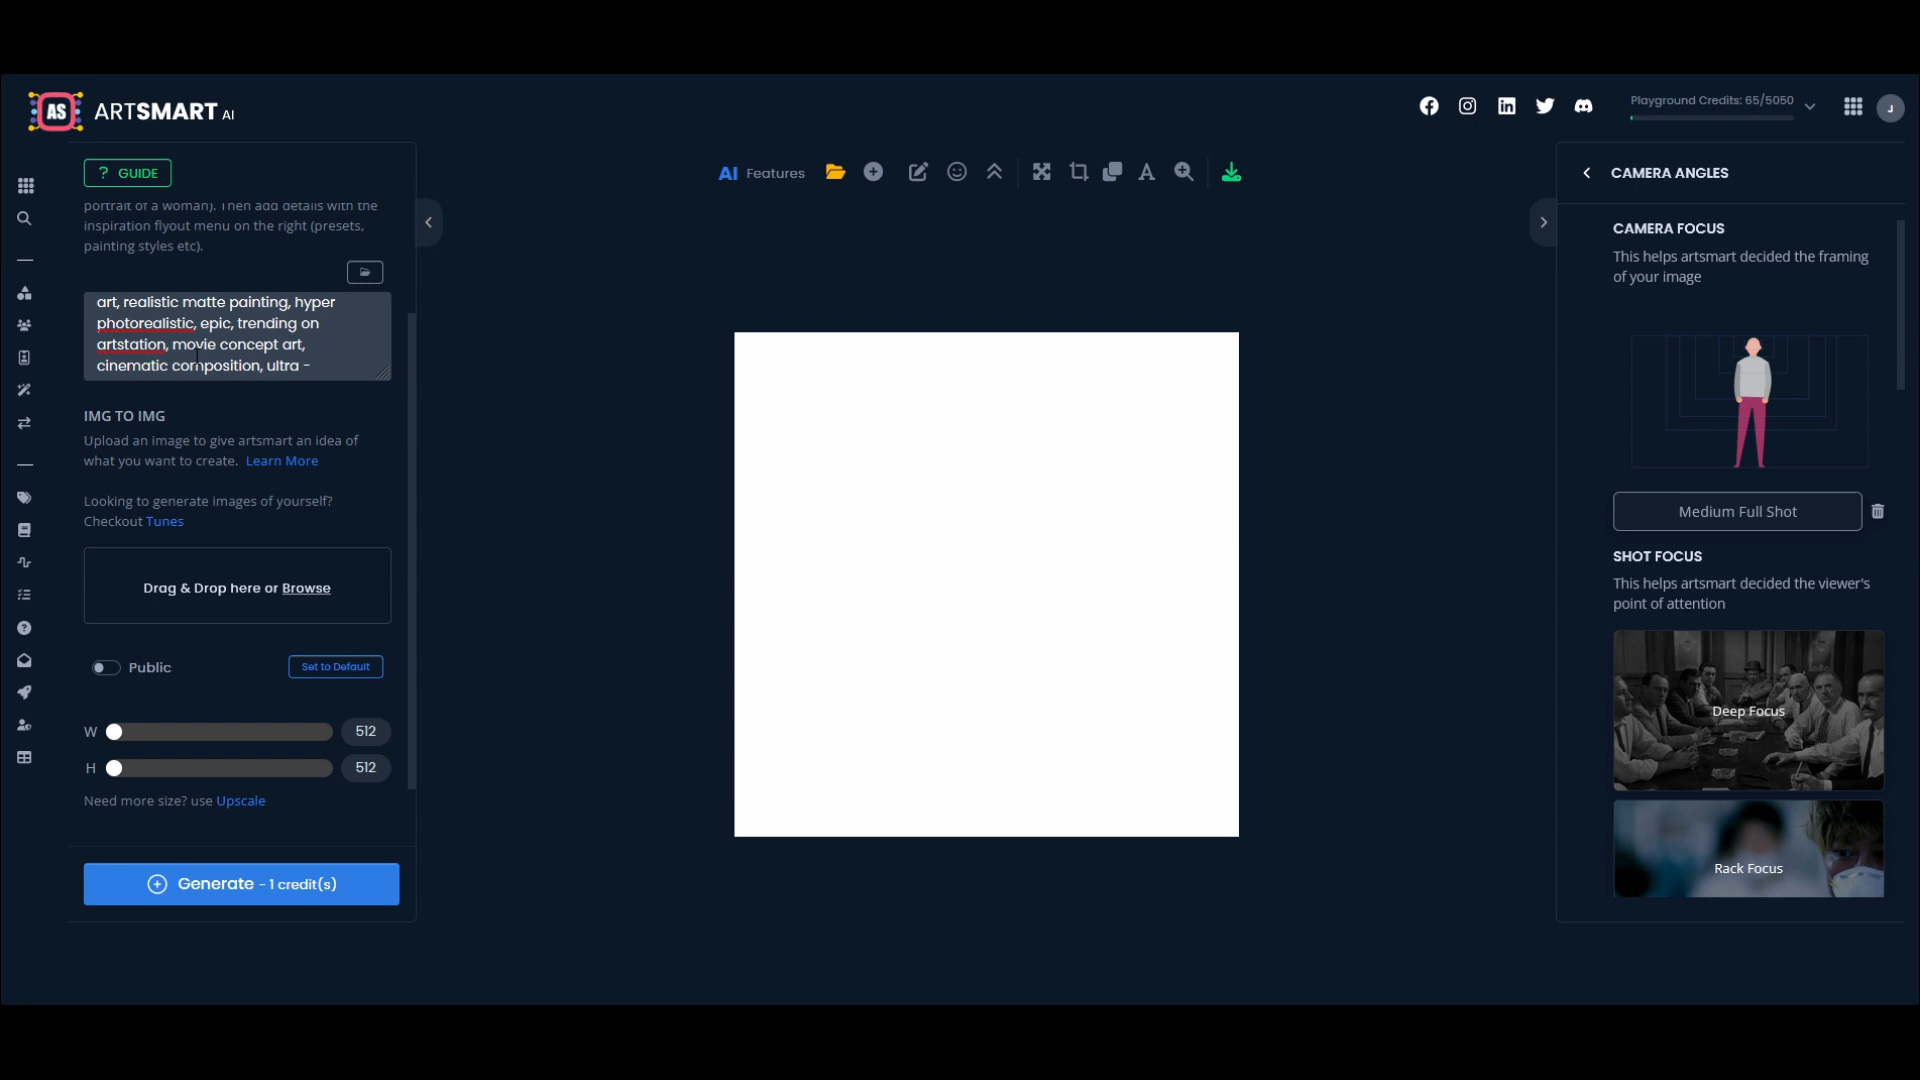 AS ARTSMART AI
Playground Credits: 65/5050
J
? GUIDE
portrait of a woman). Then add details with the
inspiration flyout menu on the right (presets,
painting styles etc).
art, realistic matte painting, hyper
photorealistic, epic, trending on
artstation, movie concept art,
cinematic composition, ultra -
IMG TO IMG
Upload an image to give artsmart an idea of
what you want to create. Learn More
Looking to generate images of yourself?
Checkout Tunes
Drag & Drop here or Browse
Public
Set to Default
W 512
H 512
Need more size? use Upscale
Generate - 1 credit(s)
AI Features
A
CAMERA ANGLES
CAMERA FOCUS
This helps artsmart decided the framing
of your image
Medium Full Shot
SHOT FOCUS
This helps artsmart decided the viewer's
point of attention
Deep Focus
Rack Focus